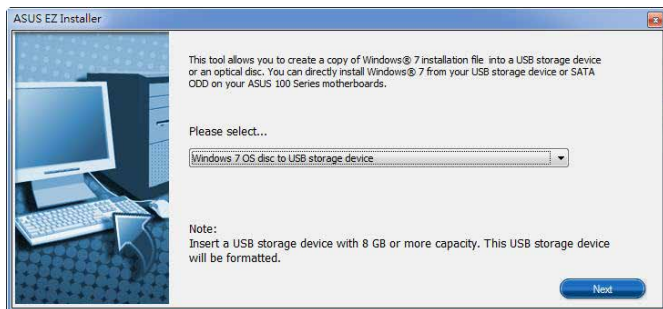 ASUS EZ Installer
This tool allows you to create a copy of Windows® 7 installation file into a USB storage device
or an optical disc. You can directly install Windows® 7 from your USB storage device or SATA
ODD on your ASUS 100 Series motherboards.
Please select...
Windows 7 OS disc to USB storage device
Note:
Insert a USB storage device with 8 GB or more capacity. This USB storage device
will be formatted.
Next